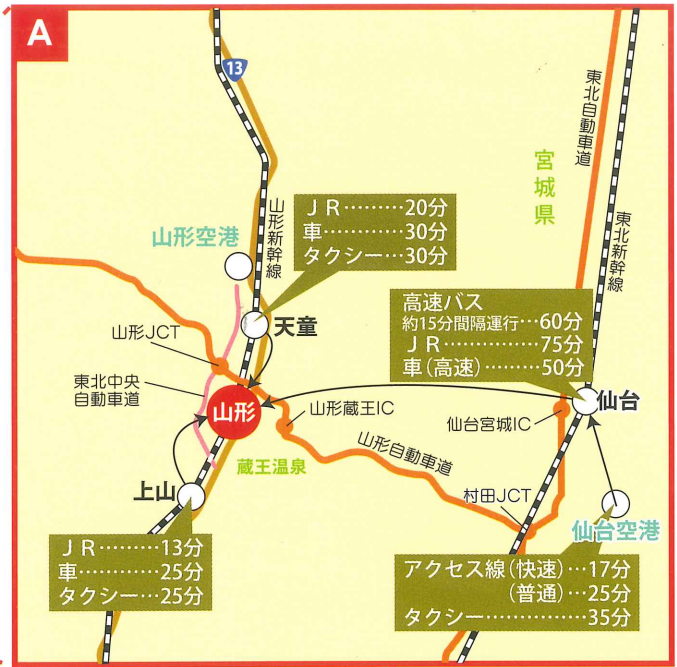 A
13
東北自動車道
宮城県
東北新幹線
山形新幹線
山形空港
JR………20分
車…………30分
タクシー…30分
天童
高速バス
約15分間隔運行…60分
JR……………75分
車(高速)………50分
山形JCT
東北中央
自動車道
山形
山形蔵王IC
仙台宮城IC
仙台
蔵王温泉
山形自動車道
上山
村田JCT
仙台空港
JR………13分
車…………25分
タクシー…25分
アクセス線(快速)…17分
(普通)…25分
タクシー……………35分